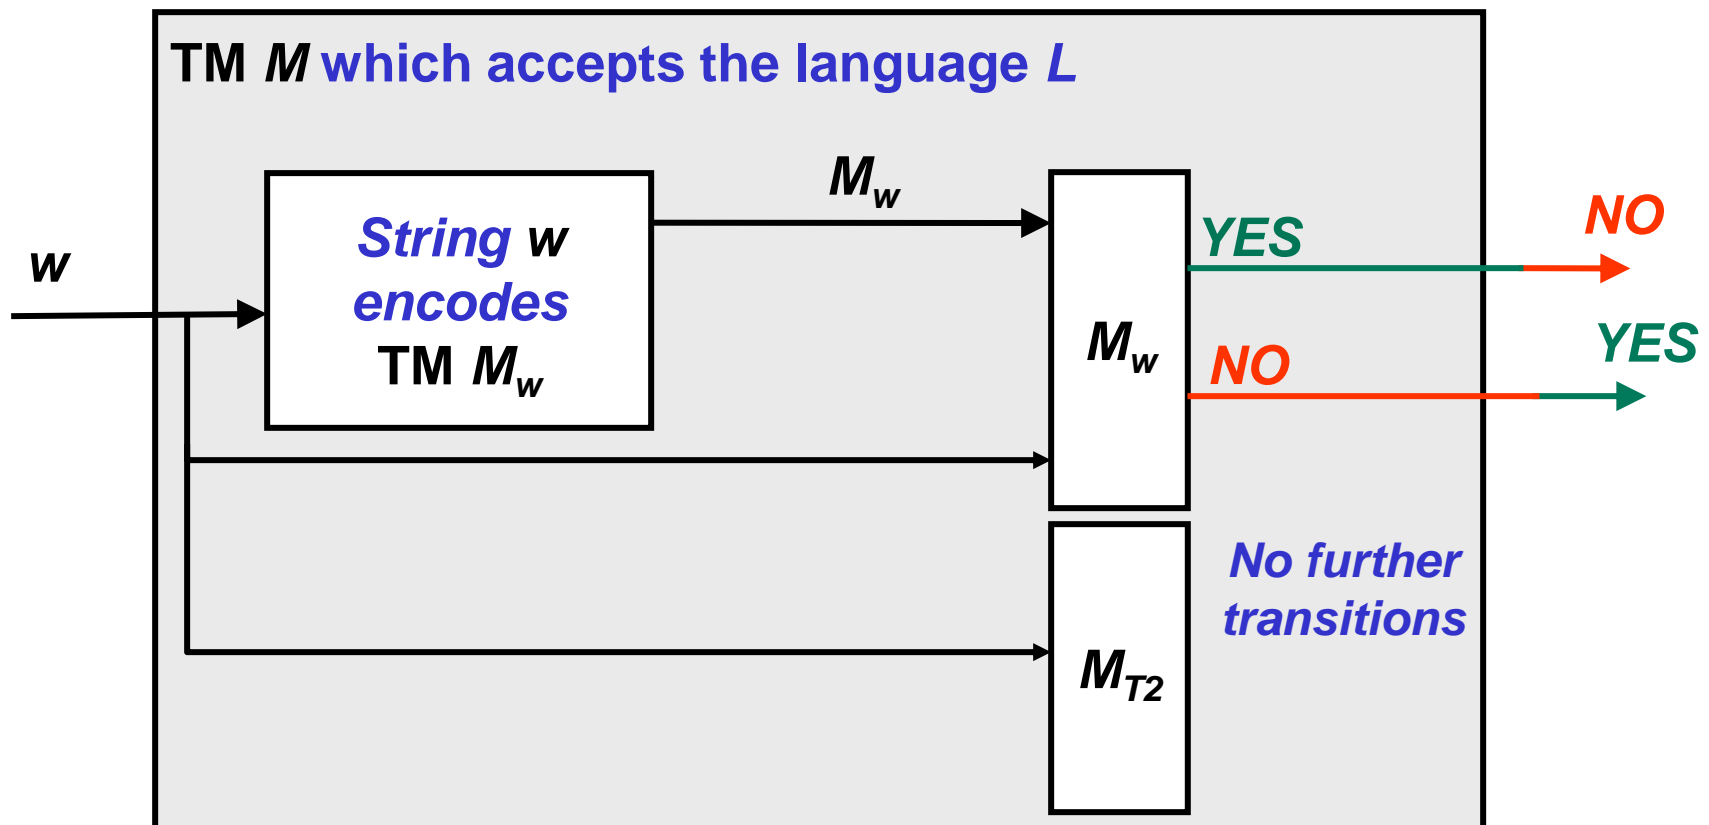 TM M which accepts the language L
w
String w
encodes
TM Mw
Mw
Mw
YES
NO
NO
YES
MT2
No further
transitions